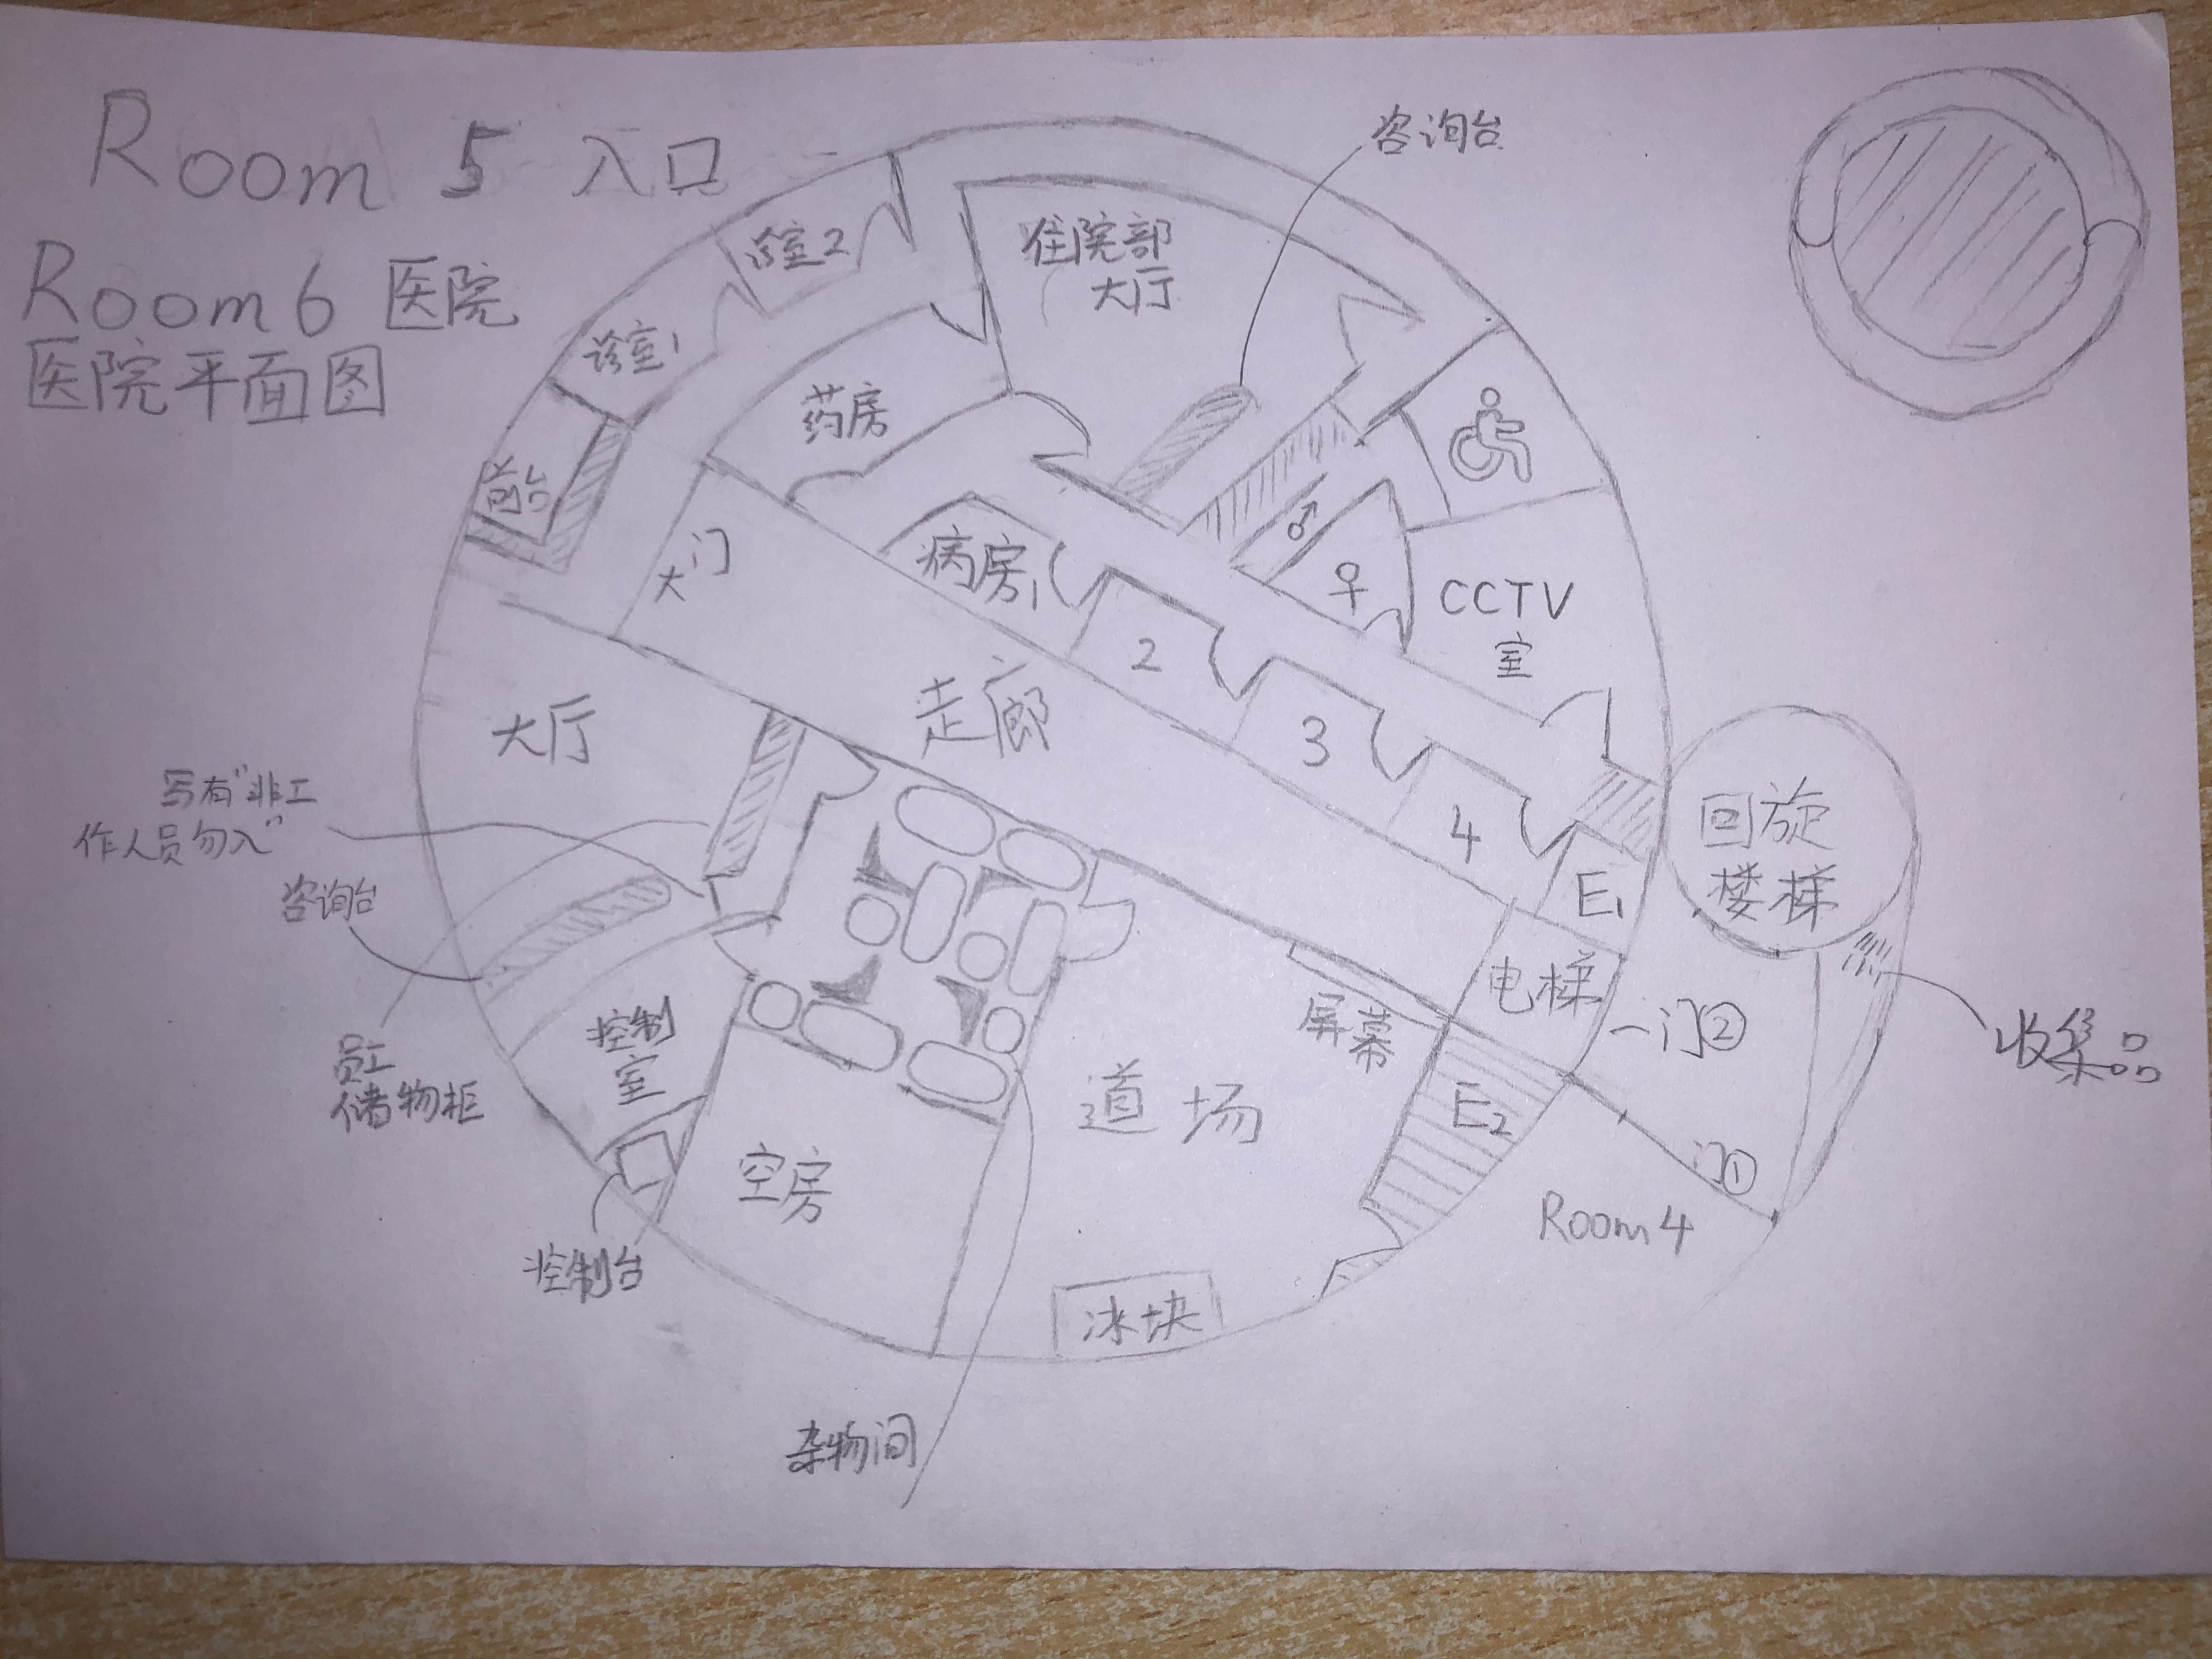 Room 5 入口
Room 6 医院
医院平面图
咨询台
诊室2
住院部
大厅
诊室1
药房
前台
大门
病房1
♂
♀
CCTV
室
2
走廊
3
大厅
4
E1
回旋
楼梯
写有"非工
作人员勿入"
咨询台
电梯
屏幕
门②
收集品
控制
室
员工
储物柜
道场
E2
空房
门①
Room 4
控制台
冰块
杂物间